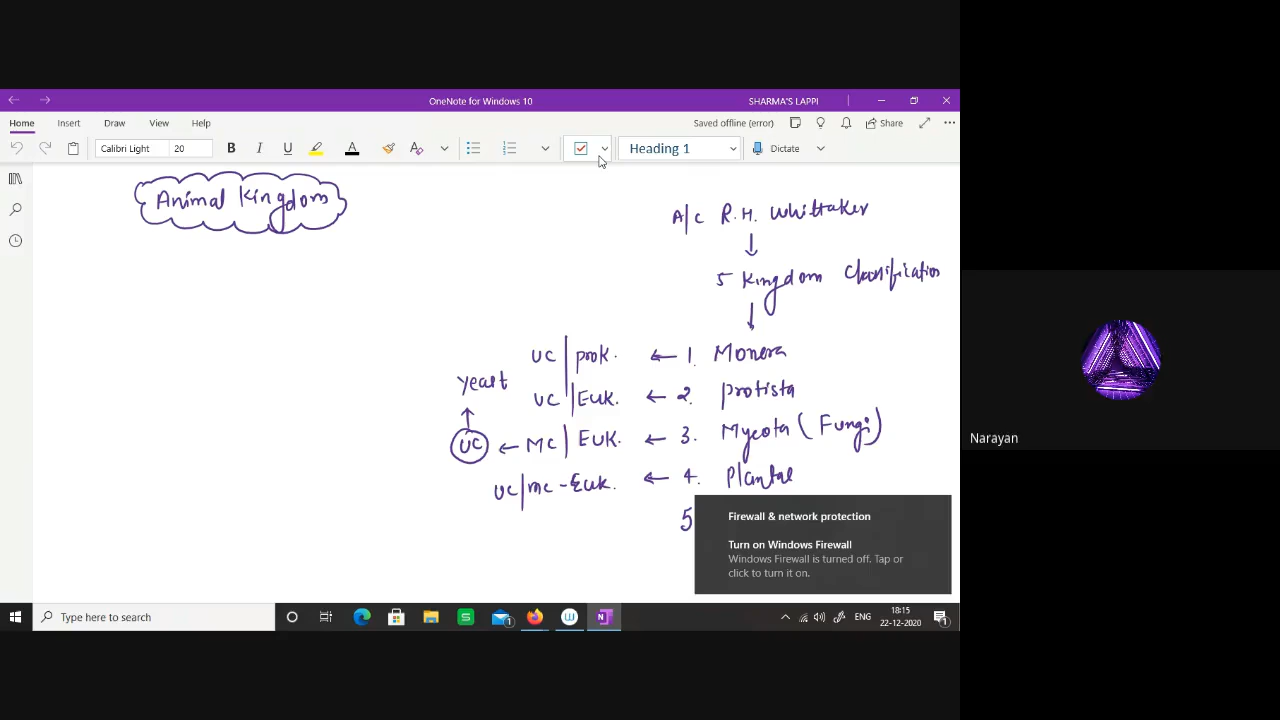 OneNote for Windows 10
SHARMA'S LAPPI
Home Insert Draw View Help
Saved offline (error)
Share
Calibri Light 20
B I U A A
Heading 1
Dictate
Animal Kingdom
A/c R.H. Whittaker
5 Kingdom Classification
UC | prok. ← 1. Monera
yeast
UC | Euk. ← 2. protista
UC ← MC | EUK. ← 3. Mycota (Fungi)
UC/mc - Euk. ← 4. Plantae
5
Firewall & network protection
Turn on Windows Firewall
Windows Firewall is turned off. Tap or
click to turn it on.
Narayan
Type here to search
ENG
18:15
22-12-2020